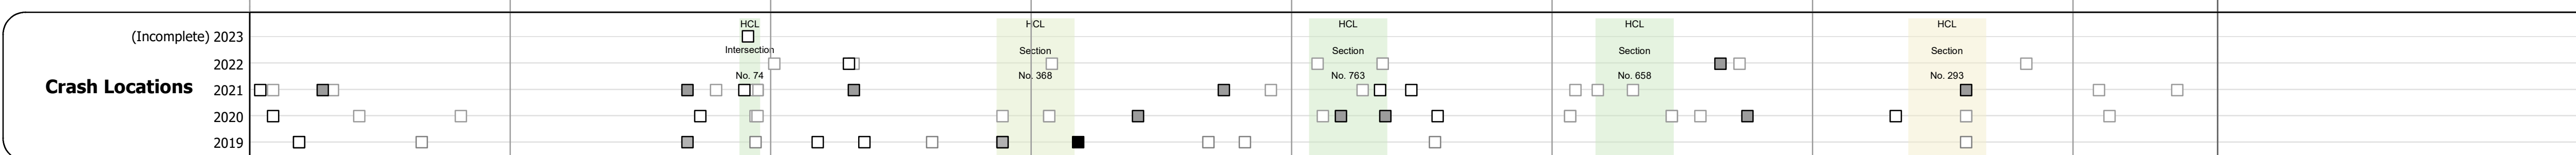 Crash Locations
(Incomplete) 2023
2022
2021
2020
2019
HCL
Intersection
No. 74
HCL
Section
No. 368
HCL
Section
No. 763
HCL
Section
No. 658
HCL
Section
No. 293